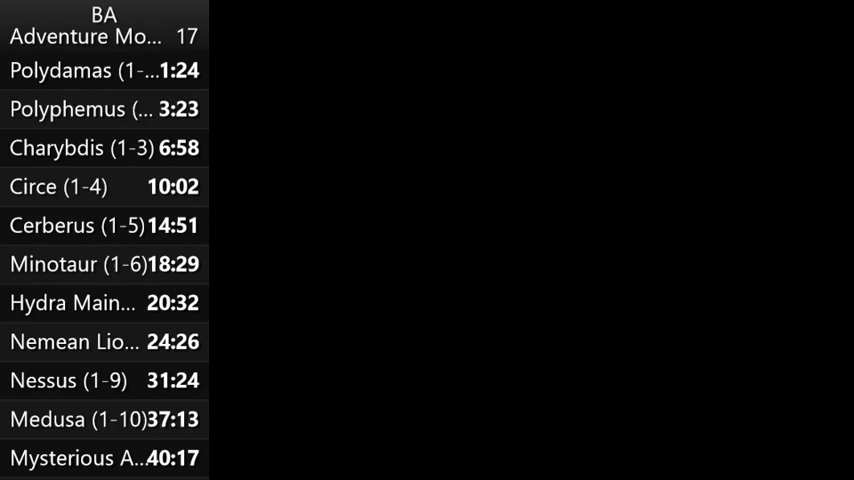 BA
Adventure Mo... 17
Polydamas (1-...1:24
Polyphemus (... 3:23
Charybdis (1-3) 6:58
Circe (1-4) 10:02
Cerberus (1-5) 14:51
Minotaur (1-6) 18:29
Hydra Main... 20:32
Nemean Lio... 24:26
Nessus (1-9) 31:24
Medusa (1-10) 37:13
Mysterious A... 40:17